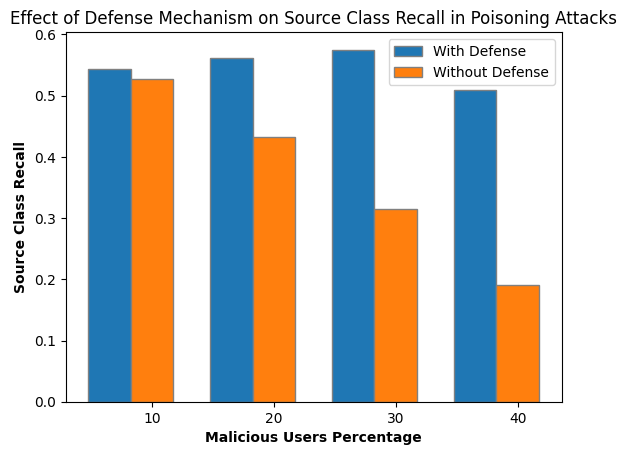 Effect of Defense Mechanism on Source Class Recall in Poisoning Attacks
With Defense
Without Defense
Source Class Recall
0.6
0.5
0.4
0.3
0.2
0.1
0.0
10 20 30 40
Malicious Users Percentage